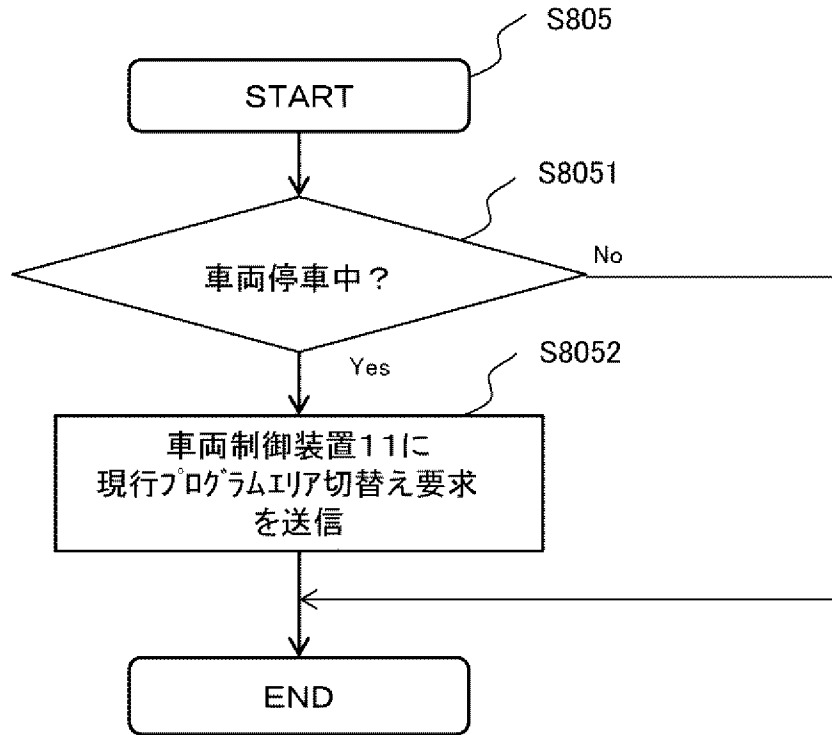 S805
START
S8051
車両停車中？
No
Yes
S8052
車両制御装置１１に
現行ﾌﾟﾛｸﾞﾗﾑｴﾘｱ切替え要求
を送信
END